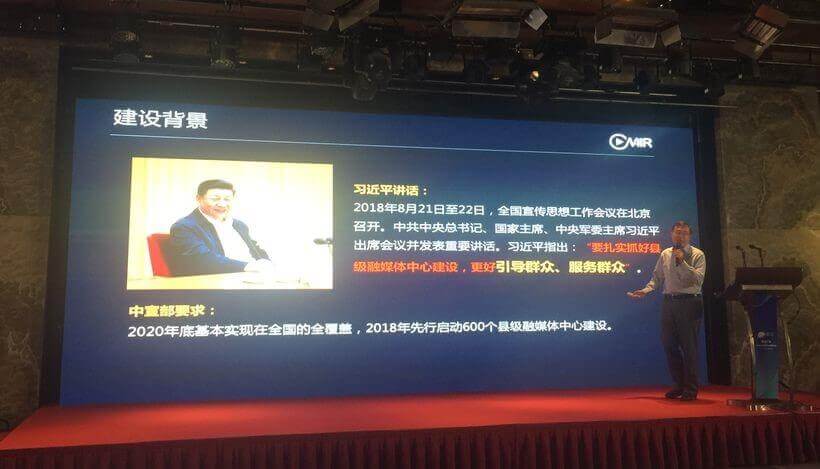 建设背景
CMIR
习近平讲话：
2018年8月21日至22日，全国宣传思想工作会议在北京
召开。中共中央总书记、国家主席、中央军委主席习近平
出席会议并发表重要讲话。习近平指出：“要扎实抓好县
级融媒体中心建设，更好引导群众、服务群众”。
中宣部要求：
2020年底基本实现在全国的全覆盖，2018年先行启动600个县级融媒体中心建设。